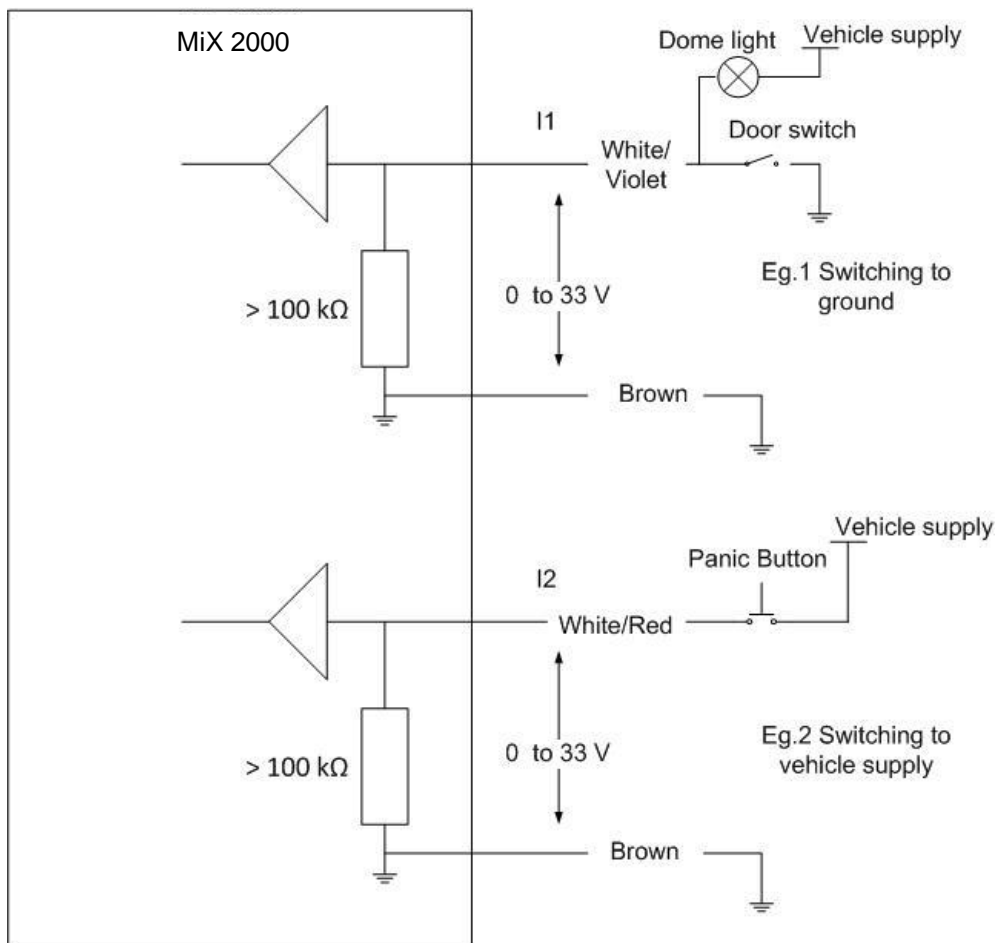 MiX 2000
Dome light
Vehicle supply
I1
White/
Violet
Door switch
> 100 kΩ
0 to 33 V
Eg.1 Switching to
ground
Brown
Vehicle supply
Panic Button
I2
White/Red
> 100 kΩ
0 to 33 V
Eg.2 Switching to
vehicle supply
Brown